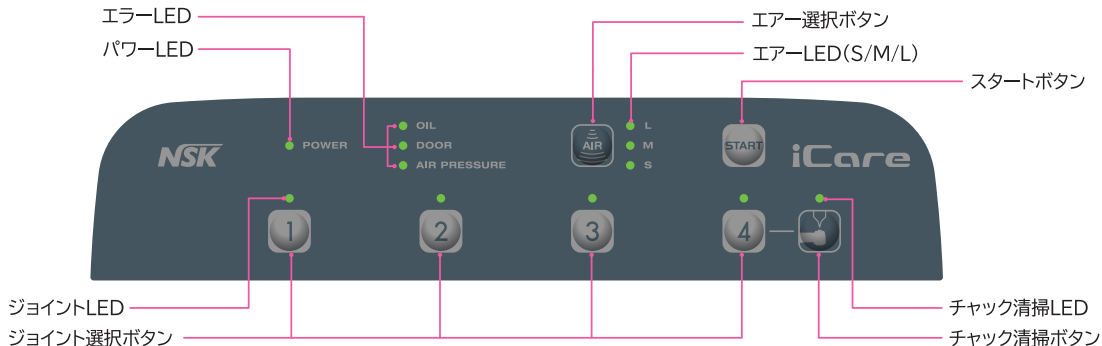 エラーLED
パワーLED
エアー選択ボタン
エアーLED(S/M/L)
スタートボタン
NSK
POWER
OIL
DOOR
AIR PRESSURE
AIR
L
M
S
START
iCare
1
2
3
4
ジョイントLED
ジョイント選択ボタン
チャック清掃LED
チャック清掃ボタン